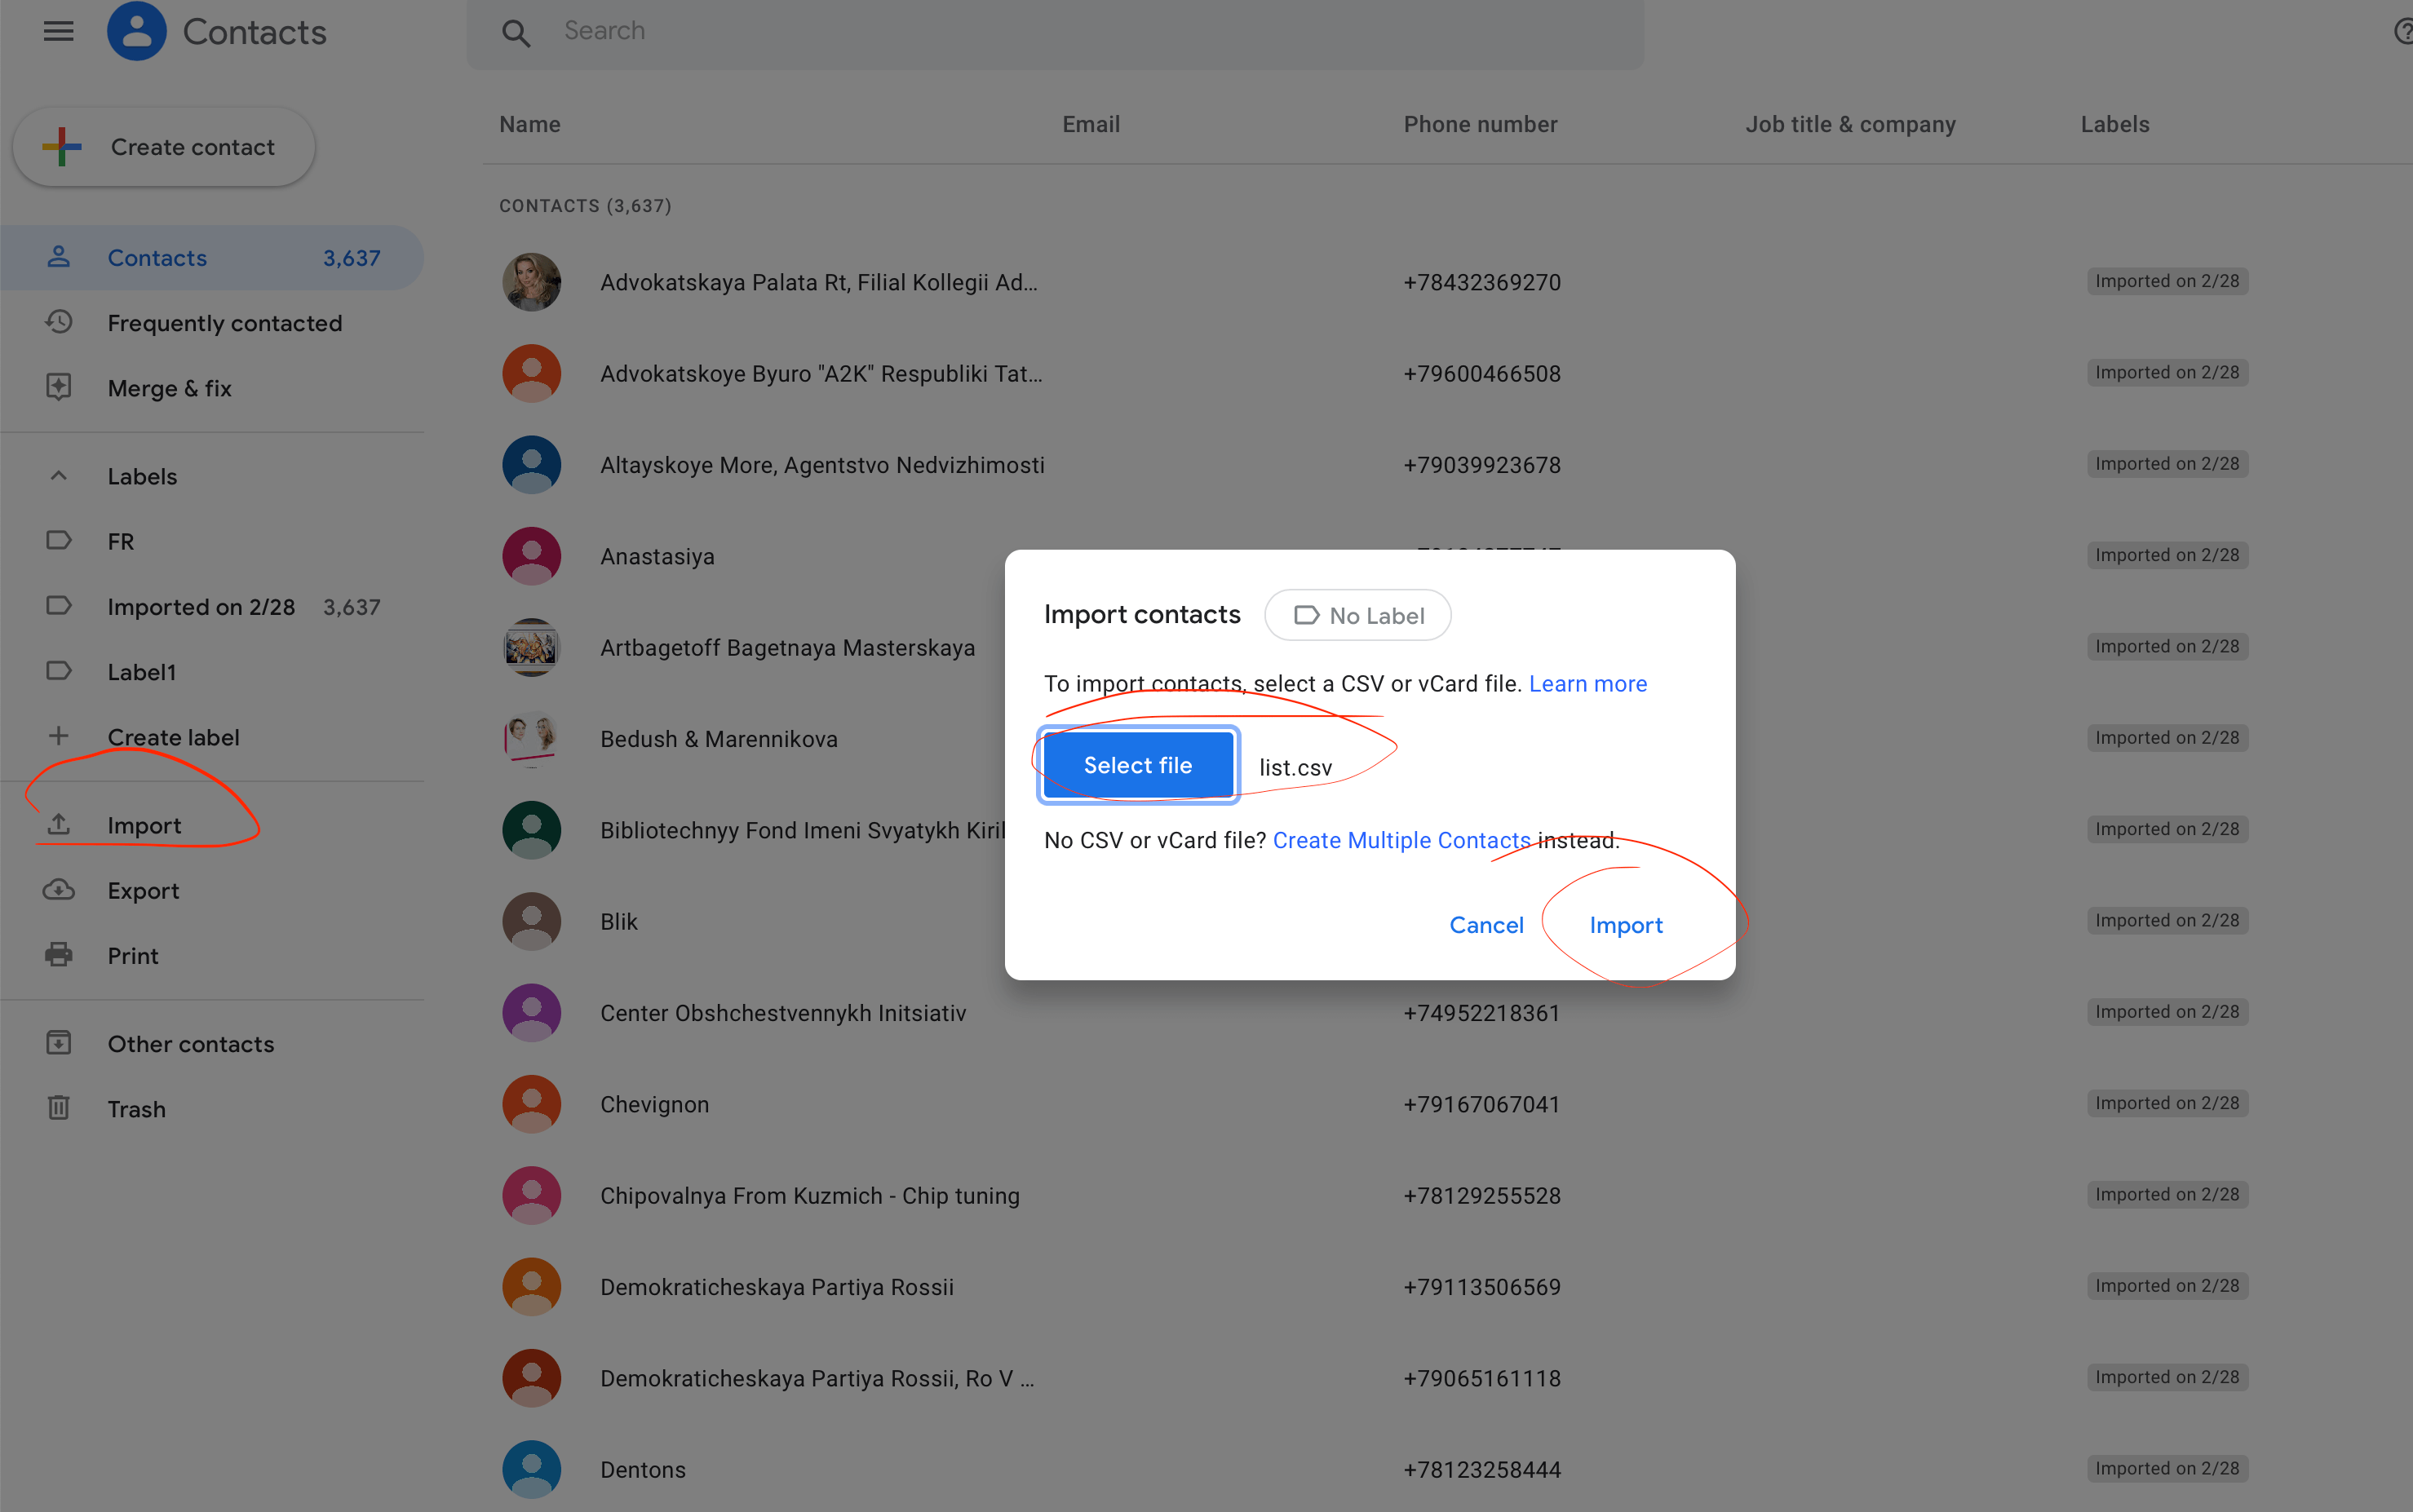 Contacts
Search
Create contact
Contacts 3,637
Frequently contacted
Merge & fix
Labels
FR
Imported on 2/28 3,637
Label1
Create label
Import
Export
Print
Other contacts
Trash
Name Email Phone number Job title & company Labels
CONTACTS (3,637)
Advokatskaya Palata Rt, Filial Kollegii Ad... +78432369270 Imported on 2/28
Advokatskoye Byuro "A2K" Respubliki Tat... +79600466508 Imported on 2/28
Altayskoye More, Agentstvo Nedvizhimosti +79039923678 Imported on 2/28
Anastasiya Imported on 2/28
Artbagetoff Bagetnaya Masterskaya Imported on 2/28
Bedush & Marennikova Imported on 2/28
Bibliotechnyy Fond Imeni Svyatykh Kiril Imported on 2/28
Blik Imported on 2/28
Center Obshchestvennykh Initsiativ +74952218361 Imported on 2/28
Chevignon +79167067041 Imported on 2/28
Chipovalnya From Kuzmich - Chip tuning +78129255528 Imported on 2/28
Demokraticheskaya Partiya Rossii +79113506569 Imported on 2/28
Demokraticheskaya Partiya Rossii, Ro V ... +79065161118 Imported on 2/28
Dentons +78123258444 Imported on 2/28
Import contacts No Label
To import contacts, select a CSV or vCard file. Learn more
Select file list.csv
No CSV or vCard file? Create Multiple Contacts instead.
Cancel Import